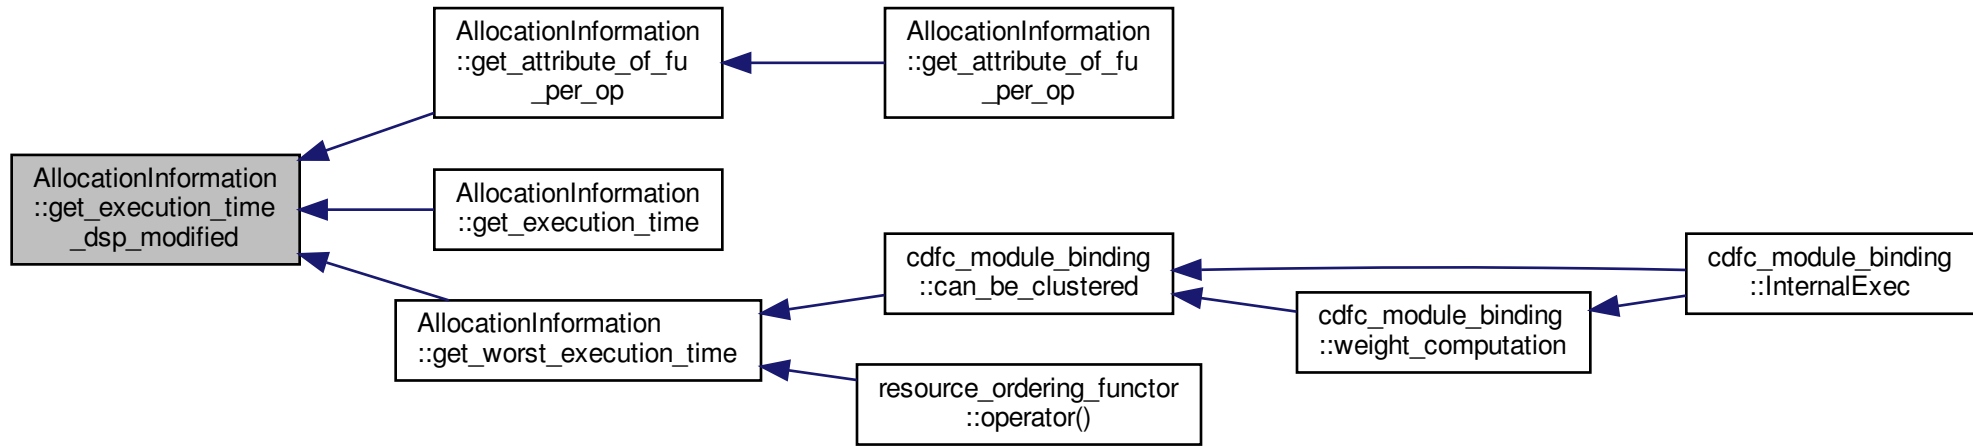 AllocationInformation
::get_execution_time
_dsp_modified
AllocationInformation
::get_attribute_of_fu
_per_op
AllocationInformation
::get_attribute_of_fu
_per_op
AllocationInformation
::get_execution_time
AllocationInformation
::get_worst_execution_time
cdfc_module_binding
::can_be_clustered
cdfc_module_binding
::InternalExec
cdfc_module_binding
::weight_computation
resource_ordering_functor
::operator()